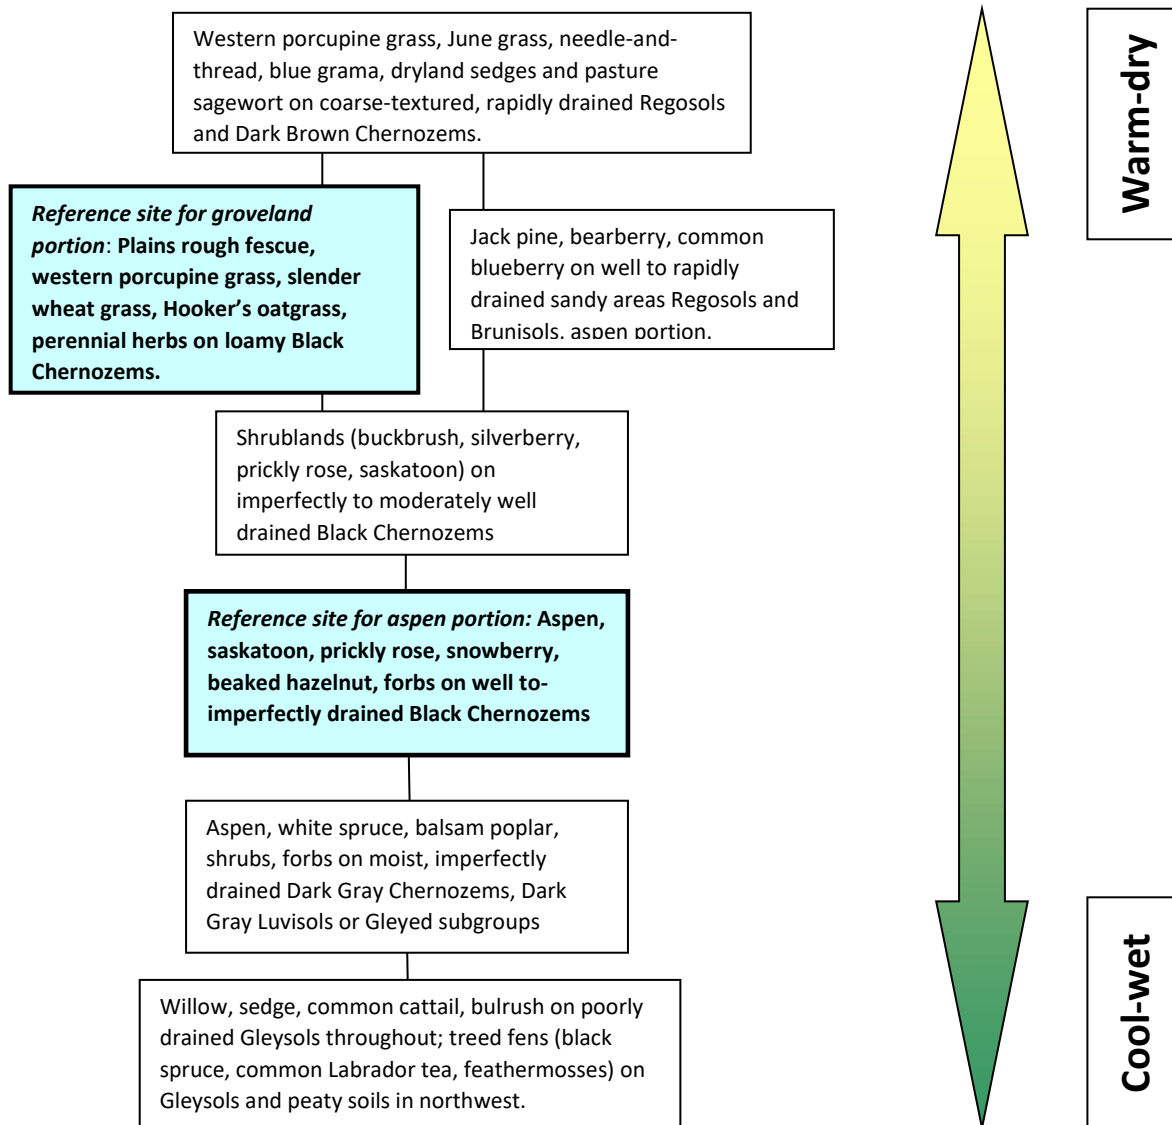 Western porcupine grass, June grass, needle-and-
thread, blue grama, dryland sedges and pasture
sagewort on coarse-textured, rapidly drained Regosols
and Dark Brown Chernozems.
Warm-dry
Reference site for groveland
portion: Plains rough fescue,
western porcupine grass, slender
wheat grass, Hooker’s oatgrass,
perennial herbs on loamy Black
Chernozems.
Jack pine, bearberry, common
blueberry on well to rapidly
drained sandy areas Regosols and
Brunisols, aspen portion.
Shrublands (buckbrush, silverberry,
prickly rose, saskatoon) on
imperfectly to moderately well
drained Black Chernozems
Reference site for aspen portion: Aspen,
saskatoon, prickly rose, snowberry,
beaked hazelnut, forbs on well to-
imperfectly drained Black Chernozems
Aspen, white spruce, balsam poplar,
shrubs, forbs on moist, imperfectly
drained Dark Gray Chernozems, Dark
Gray Luvisols or Gleyed subgroups
Willow, sedge, common cattail, bulrush on poorly
drained Gleysols throughout; treed fens (black
spruce, common Labrador tea, feathermosses) on
Gleysols and peaty soils in northwest.
Cool-wet